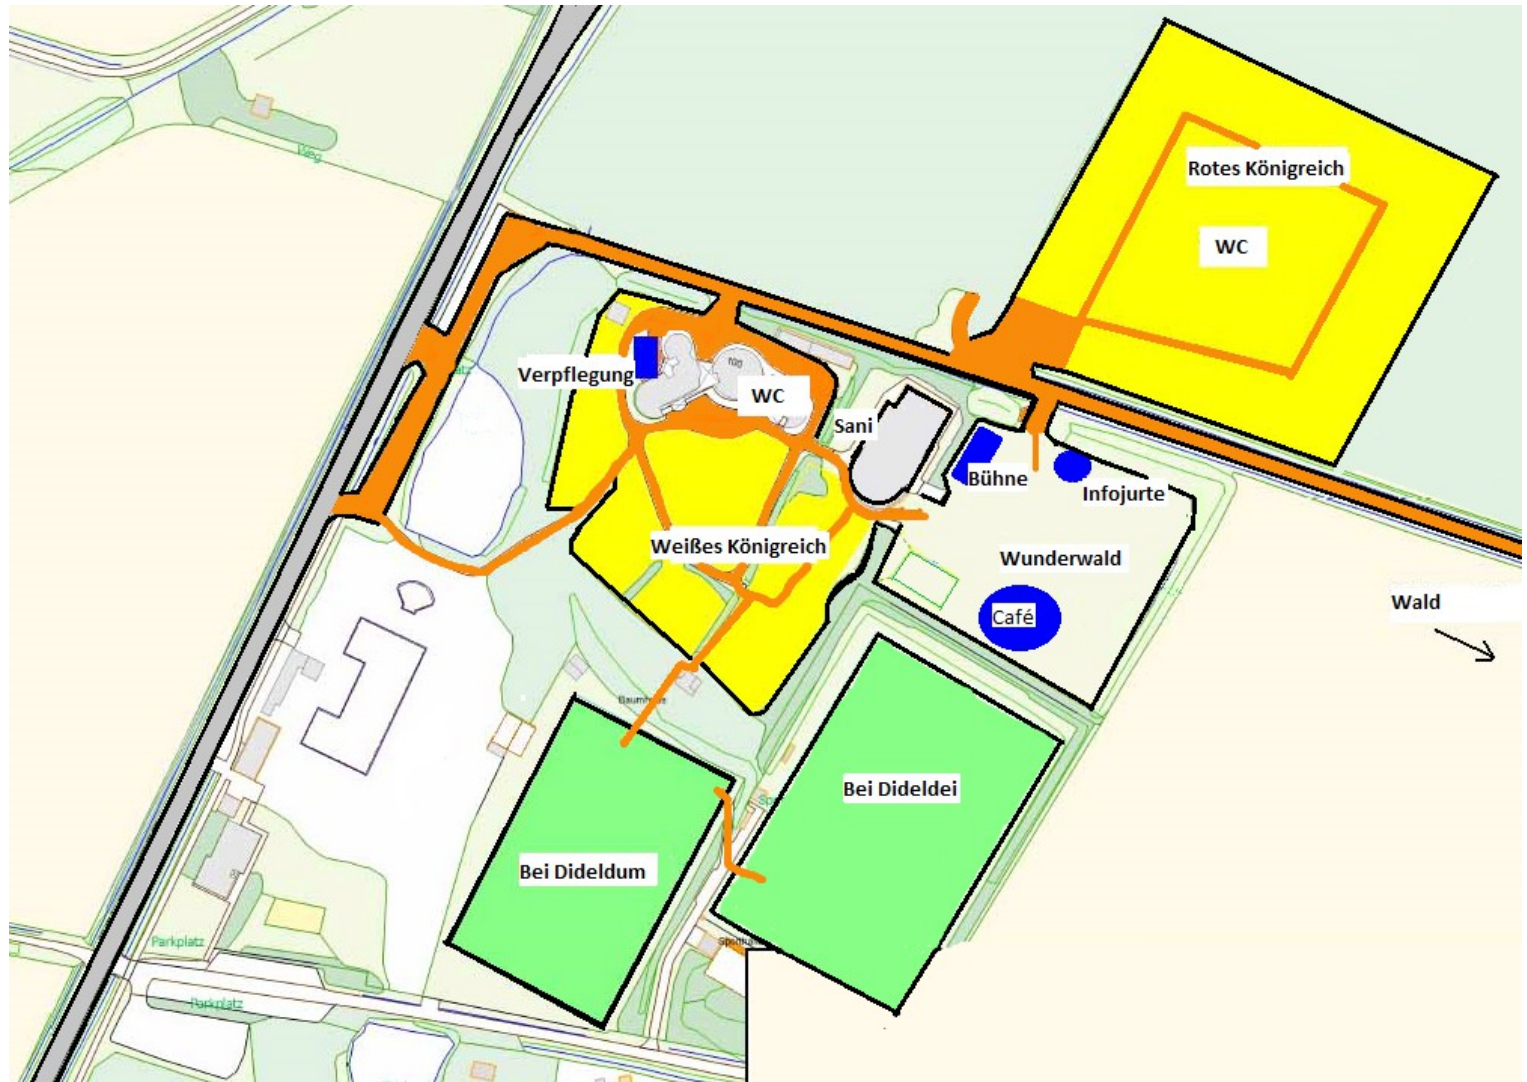 Weg
Rotes Königreich
WC
Verpflegung
WC
Sani
Bühne
Infojurte
Weißes Königreich
Wunderwald
Café
Wald
Bei Dideldei
Bei Dideldum
Parkplatz
Parkplatz